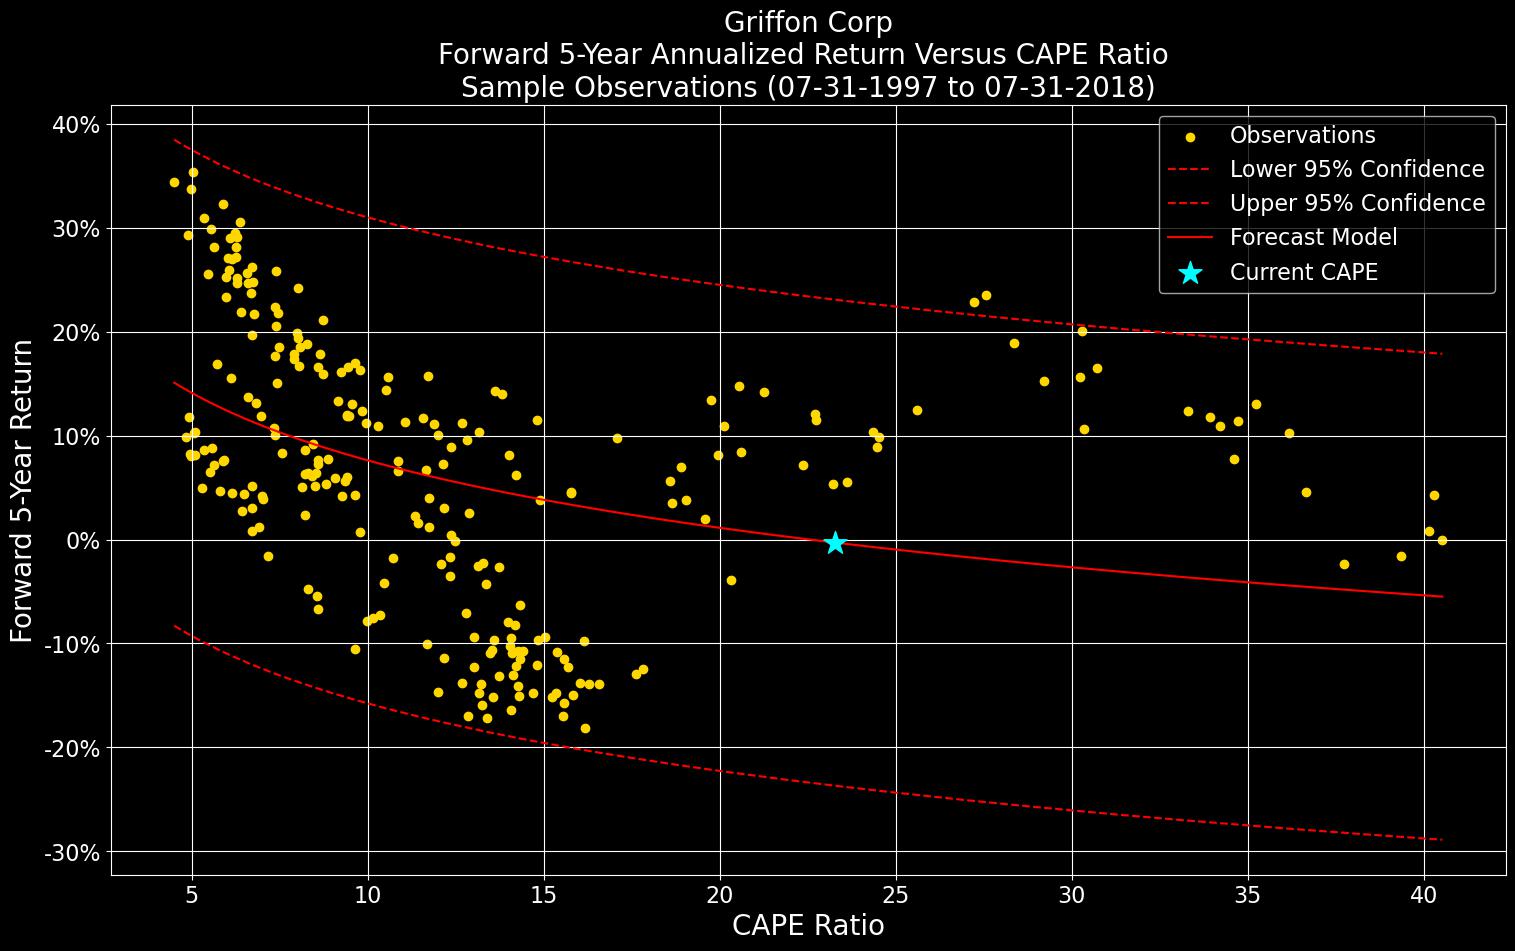 Griffon Corp
Forward 5-Year Annualized Return Versus CAPE Ratio
Sample Observations (07-31-1997 to 07-31-2018)
Forward 5-Year Return
40%
30%
20%
10%
0%
-10%
-20%
-30%
Observations
Lower 95% Confidence
Upper 95% Confidence
Forecast Model
Current CAPE
5 10 15 20 25 30 35 40
CAPE Ratio